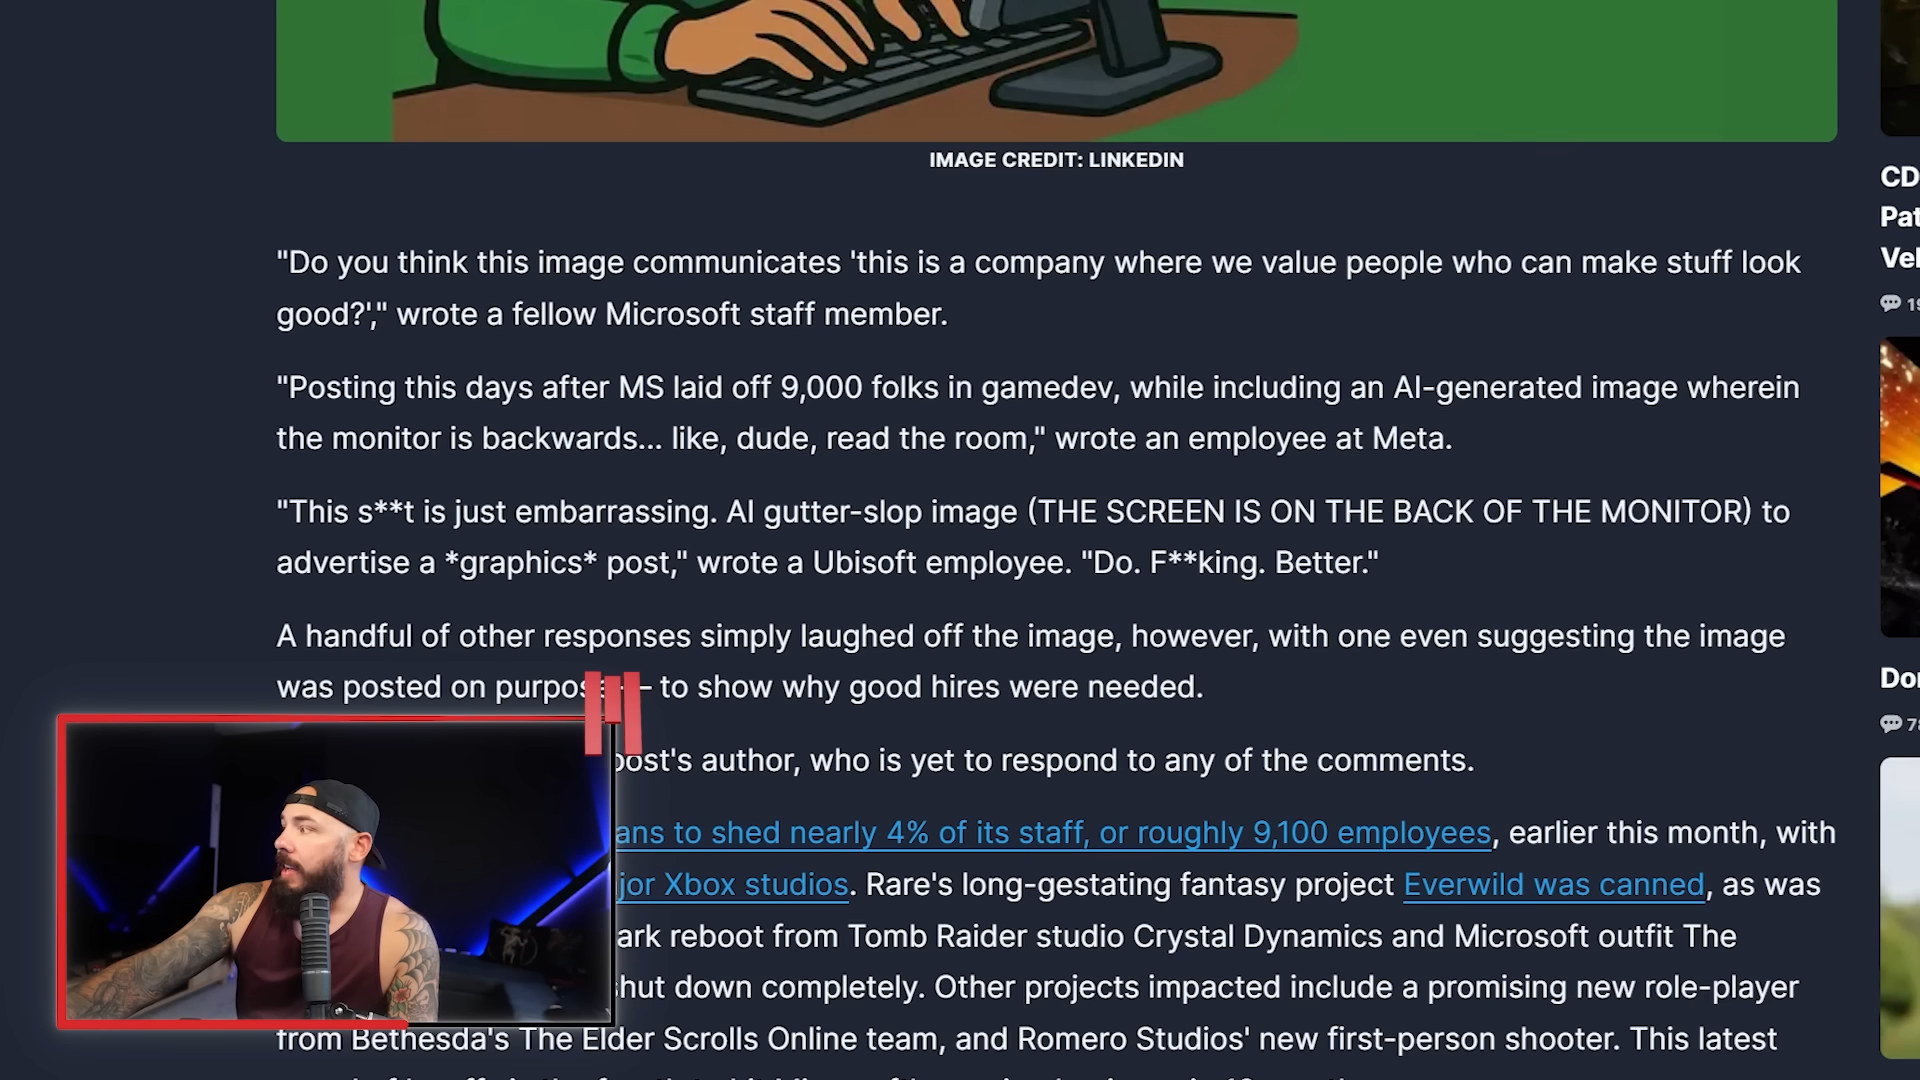 IMAGE CREDIT: LINKEDIN
"Do you think this image communicates 'this is a company where we value people who can make stuff look
good?'," wrote a fellow Microsoft staff member.
"Posting this days after MS laid off 9,000 folks in gamedev, while including an AI-generated image wherein
the monitor is backwards... like, dude, read the room," wrote an employee at Meta.
"This s**t is just embarrassing. AI gutter-slop image (THE SCREEN IS ON THE BACK OF THE MONITOR) to
advertise a *graphics* post," wrote a Ubisoft employee. "Do. F**king. Better."
A handful of other responses simply laughed off the image, however, with one even suggesting the image
was posted on purpose — to show why good hires were needed.
post's author, who is yet to respond to any of the comments.
to shed nearly 4% of its staff, or roughly 9,100 employees, earlier this month, with
Xbox studios. Rare's long-gestating fantasy project Everwild was canned, as was
reboot from Tomb Raider studio Crystal Dynamics and Microsoft outfit The
shut down completely. Other projects impacted include a promising new role-player
from Bethesda's The Elder Scrolls Online team, and Romero Studios' new first-person shooter. This latest
CD